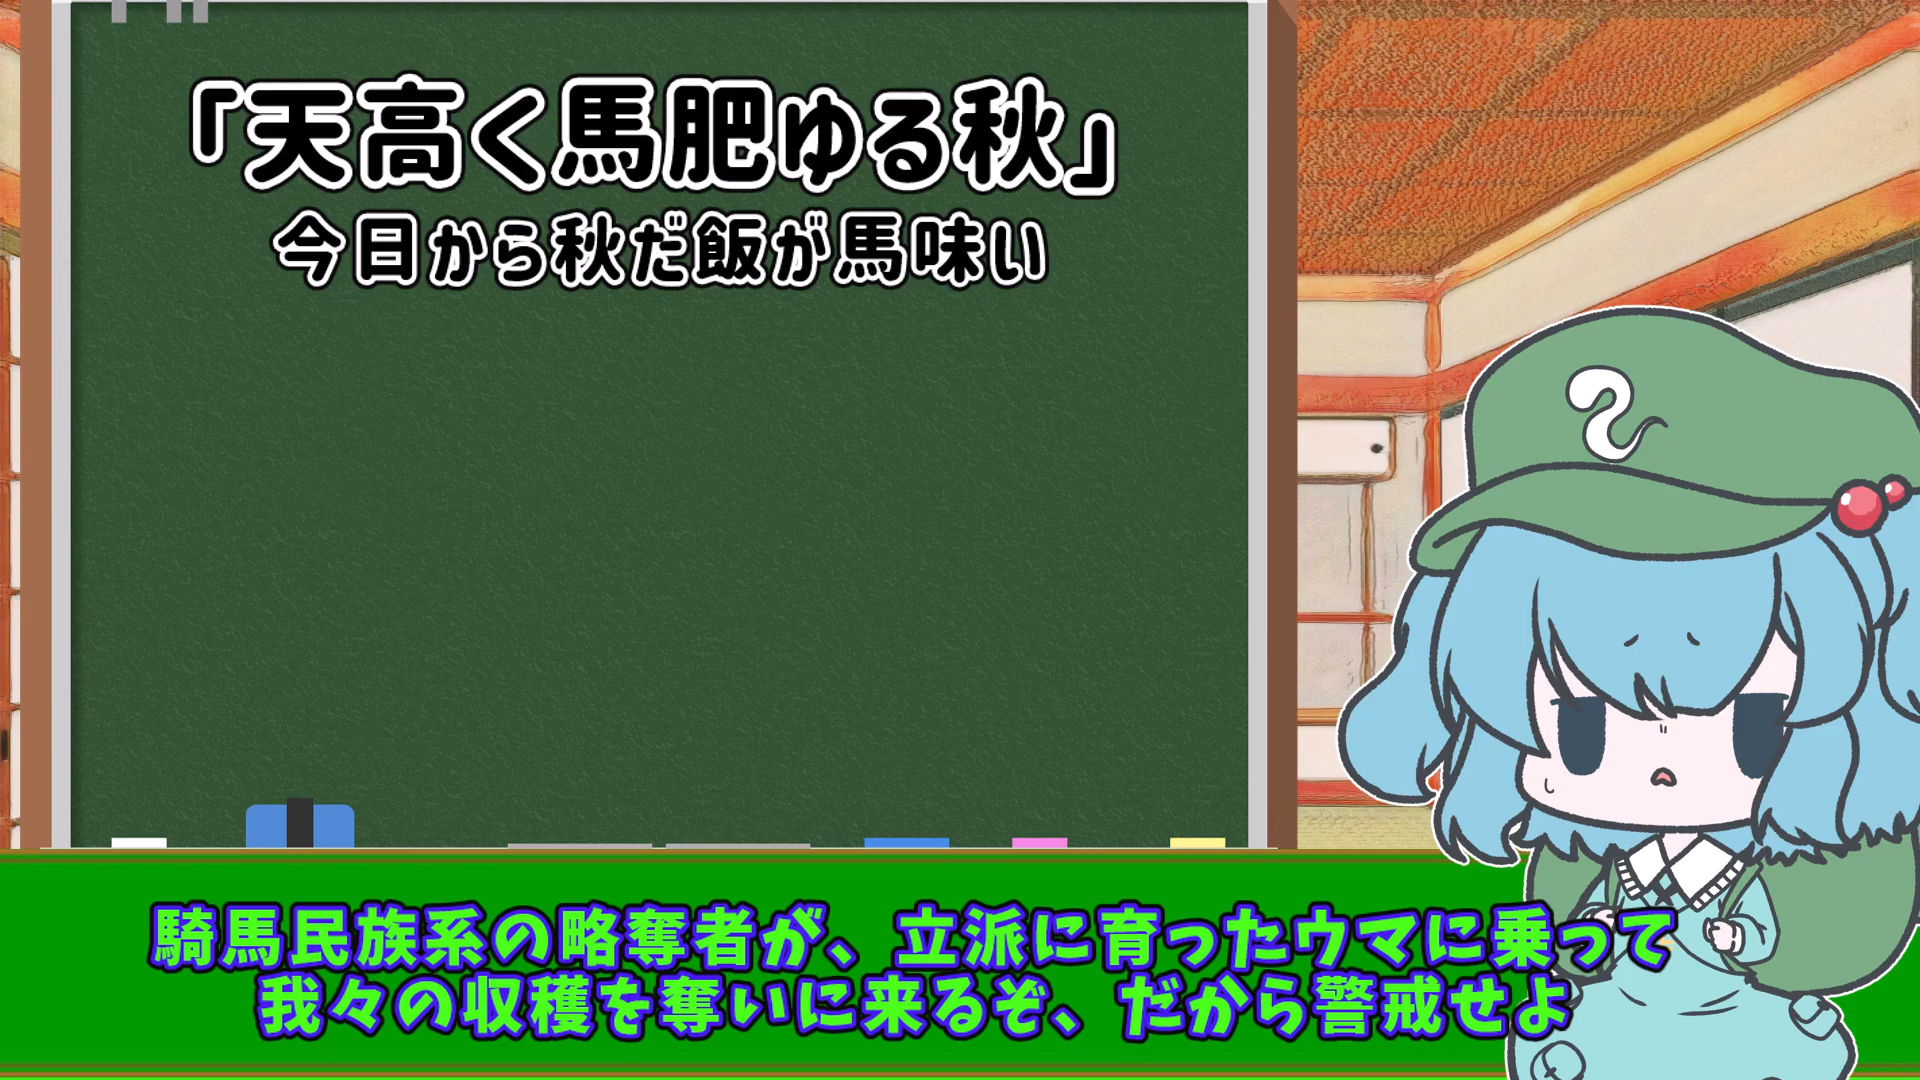 「天高く馬肥ゆる秋」
今日から秋だ飯が馬味い
騎馬民族系の略奪者が、立派に育ったウマに乗って
我々の収穫を奪いに来るぞ、だから警戒せよ